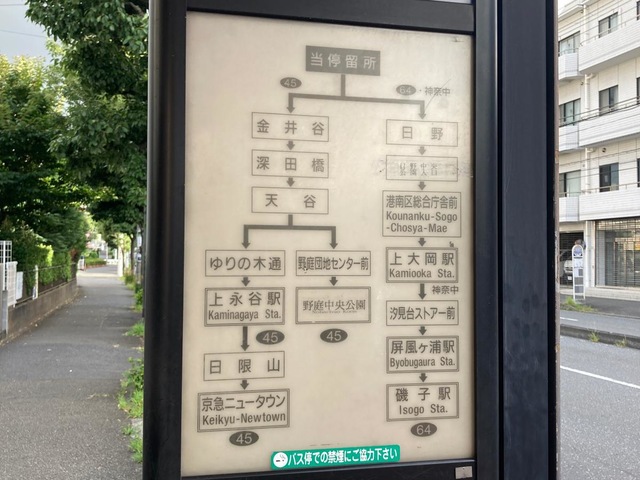 当停留所
45
64・神奈中
金井谷
深田橋
天谷
ゆりの木通
上永谷駅
Kaminagaya Sta.
45
日限山
京急ニュータウン
Keikyu-Newtown
45
野庭団地センター前
野庭中央公園
45
日野
港南区総合庁舎前
Kounanku-Sogo
-Chosya-Mae
上大岡駅
Kamiooka Sta.
神奈中
汐見台ストアー前
屏風ヶ浦駅
Byobugaura Sta.
磯子駅
Isogo Sta.
64
バス停での禁煙にご協力下さい